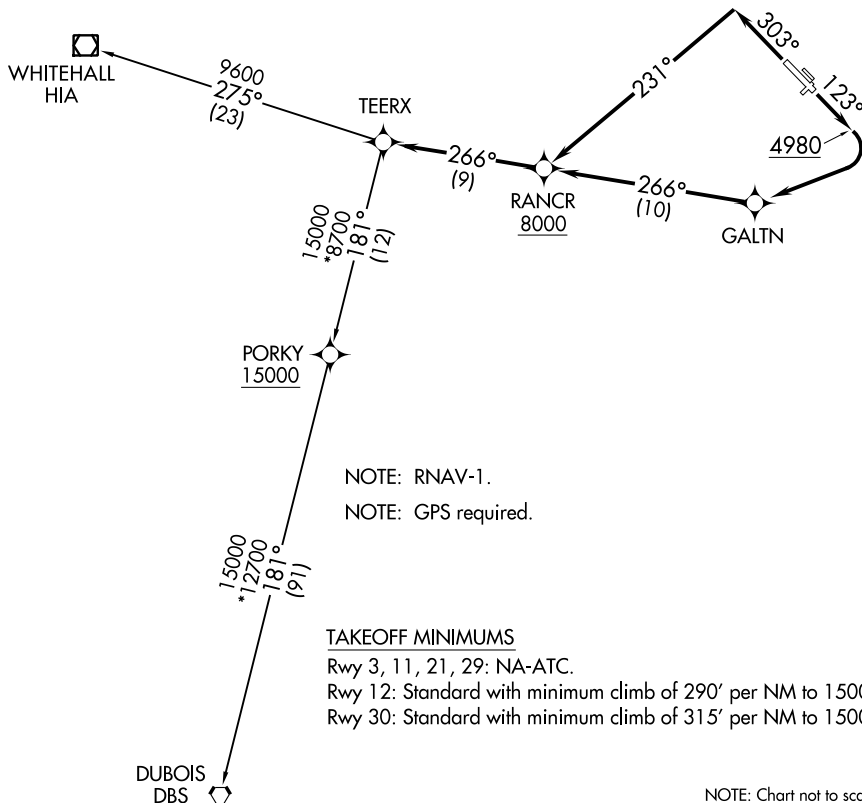 303°
123°
4980
231°
WHITEHALL
HIA
9600
275°
(23)
TEERX
266°
(9)
RANCR
8000
266°
(10)
GALTN
15000
*8700
181°
(12)
PORKY
15000
NOTE: RNAV-1.
NOTE: GPS required.
15000
*12700
181°
(91)
TAKEOFF MINIMUMS
Rwy 3, 11, 21, 29: NA-ATC.
Rwy 12: Standard with minimum climb of 290' per NM to 1500
Rwy 30: Standard with minimum climb of 315' per NM to 1500
DUBOIS
DBS
NOTE: Chart not to sca